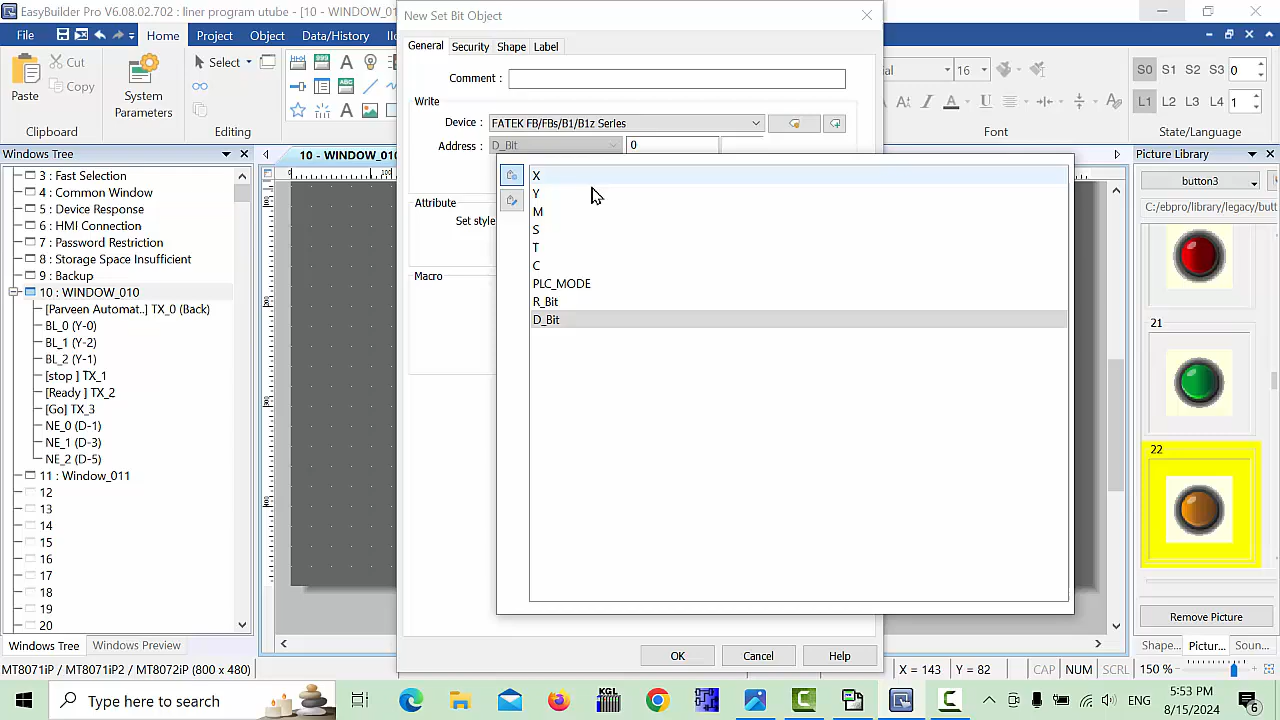 EasyBuilder Pro V6.08.02.702 : liner program utube - [10 - WINDOW_010
File Home Project Object Data/History
Paste Cut Copy Clipboard
System Parameters
Select Editing
16
Font
S0 S1 S2 S3 0
L1 L2 L3 L4 1
State/Language
New Set Bit Object
General Security Shape Label
Comment :
Write
Device : FATEK FB/FBs/B1/B1z Series
Address : D_Bit 0
Attribute
Set style
Macro
X
Y
M
S
T
C
PLC_MODE
R_Bit
D_Bit
OK Cancel Help
Windows Tree
3 : Fast Selection
4 : Common Window
5 : Device Response
6 : HMI Connection
7 : Password Restriction
8 : Storage Space Insufficient
9 : Backup
10 : WINDOW_010
[Parveen Automat..] TX_0 (Back)
BL_0 (Y-0)
BL_1 (Y-2)
BL_2 (Y-1)
[stop ] TX_1
[Ready ] TX_2
[Go] TX_3
NE_0 (D-1)
NE_1 (D-3)
NE_2 (D-5)
11 : Window_011
12
13
14
15
16
17
18
19
20
Windows Tree Windows Preview
10 - WINDOW_010
0 100
Picture Library
button3
C:/ebpro/library/legacy/butt
21
22
Remove Picture
Shape... Pictur... Soun...
MT8071iP / MT8071iP2 / MT8072iP (800 x 480)
X = 143 Y = 82 CAP NUM SCRL 150 %
Type here to search
KGL
ENG
5:53 PM
8/15/2024
6